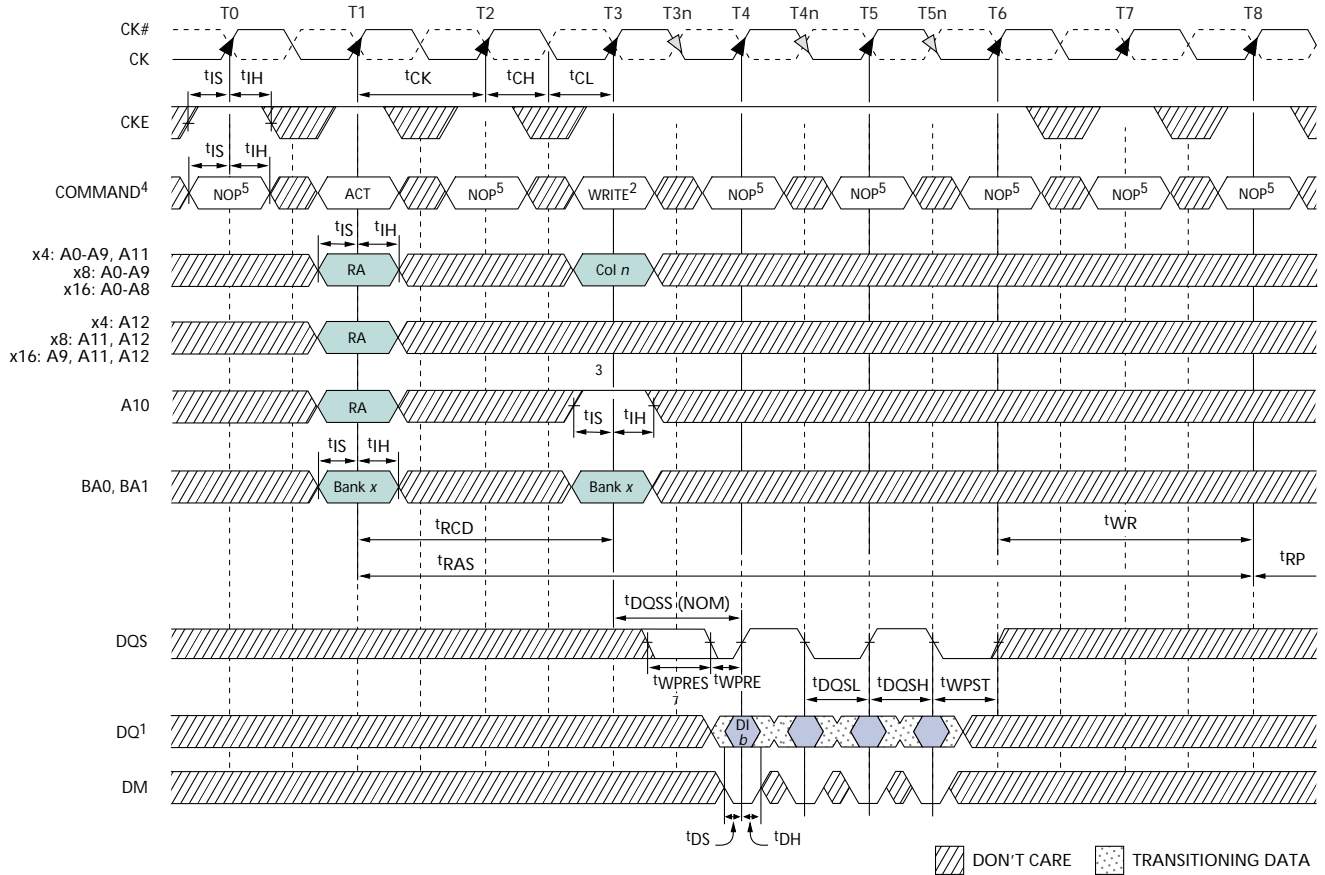 T0 T1 T2 T3 T3n T4 T4n T5 T5n T6 T7 T8
CK#
CK
tIS tIH tCK tCH tCL
CKE
tIS tIH
COMMAND4 NOP5 ACT NOP5 WRITE2 NOP5 NOP5 NOP5 NOP5 NOP5
tIS tIH
x4: A0-A9, A11
x8: A0-A9
x16: A0-A8
RA Col n
x4: A12
x8: A11, A12
x16: A9, A11, A12
RA
3
A10 RA
tIS tIH
tIS tIH
BA0, BA1 Bank x Bank x
tRCD tWR
tRAS tRP
tDQSS (NOM)
DQS
tWPRES tWPRE tDQSL tDQSH tWPST
7
DQ1 DI
b
DM
tDS tDH
DON'T CARE TRANSITIONING DATA